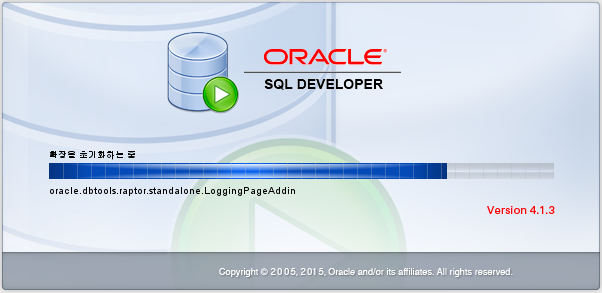 ORACLE®
SQL DEVELOPER
확장을 초기화하는 중
oracle.dbtools.raptor.standalone.LoggingPageAddin
Version 4.1.3
Copyright © 2005, 2015, Oracle and/or its affiliates. All rights reserved.